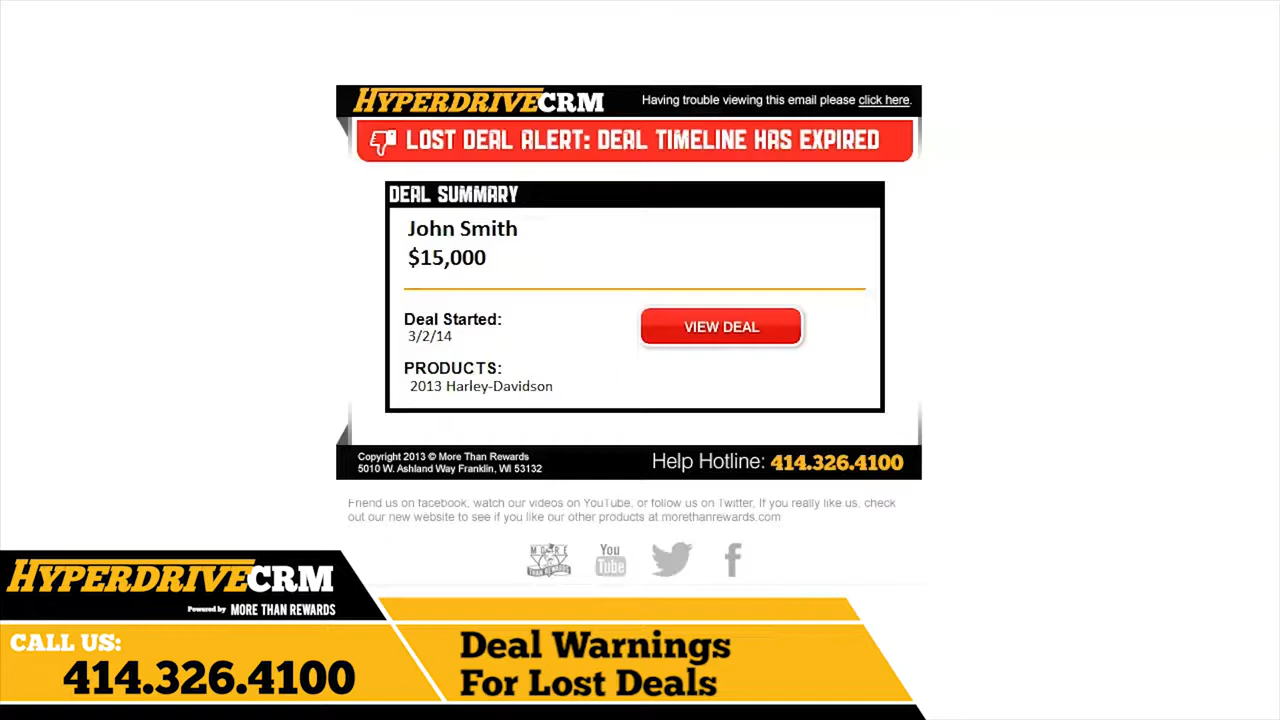 HYPERDRIVECRM
Having trouble viewing this email please click here.
LOST DEAL ALERT: DEAL TIMELINE HAS EXPIRED
DEAL SUMMARY
John Smith
$15,000
Deal Started:
3/2/14
VIEW DEAL
PRODUCTS:
2013 Harley-Davidson
Copyright 2013 © More Than Rewards
5010 W. Ashland Way Franklin, WI 53132
Help Hotline: 414.326.4100
Friend us on facebook, watch our videos on YouTube, or follow us on Twitter, If you really like us, check
out our new website to see if you like our other products at morethanrewards.com
MORE
THAN REWARDS
You
Tube
HYPERDRIVECRM
Powered by MORE THAN REWARDS
CALL US:
414.326.4100
Deal Warnings
For Lost Deals